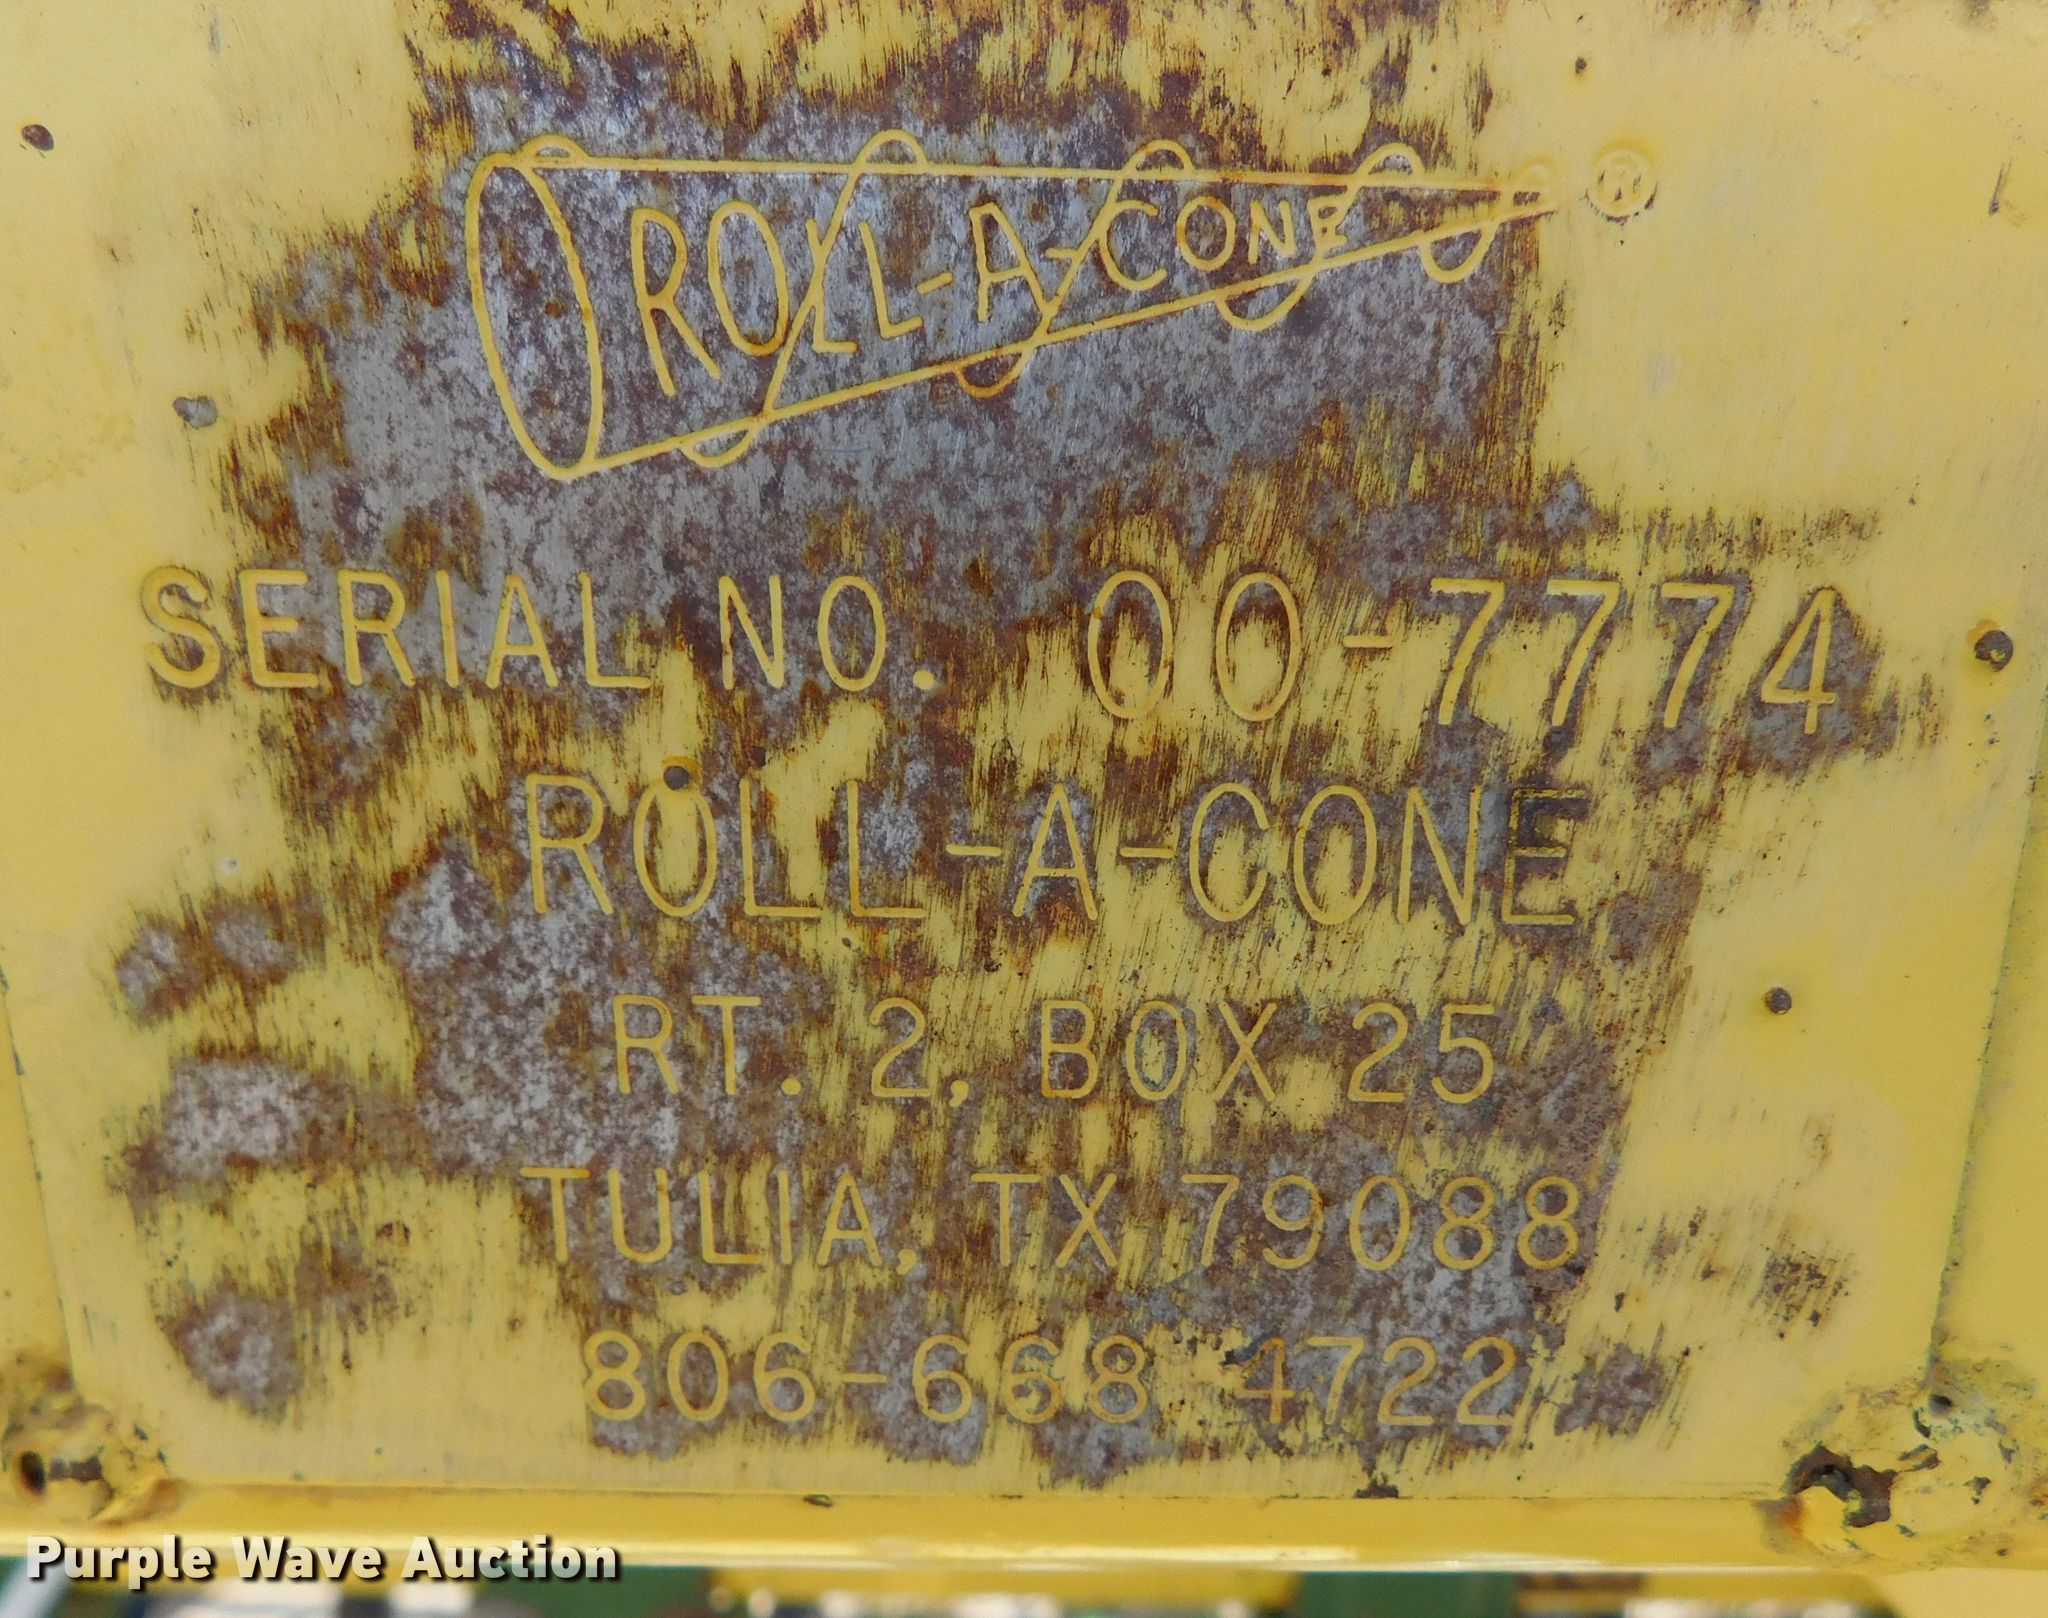 ROLL-A-CONE ®
SERIAL NO. 00-7774
ROLL-A-CONE
RT. 2, BOX 25
TULIA, TX 79088
806-668 4722
Purple Wave Auction